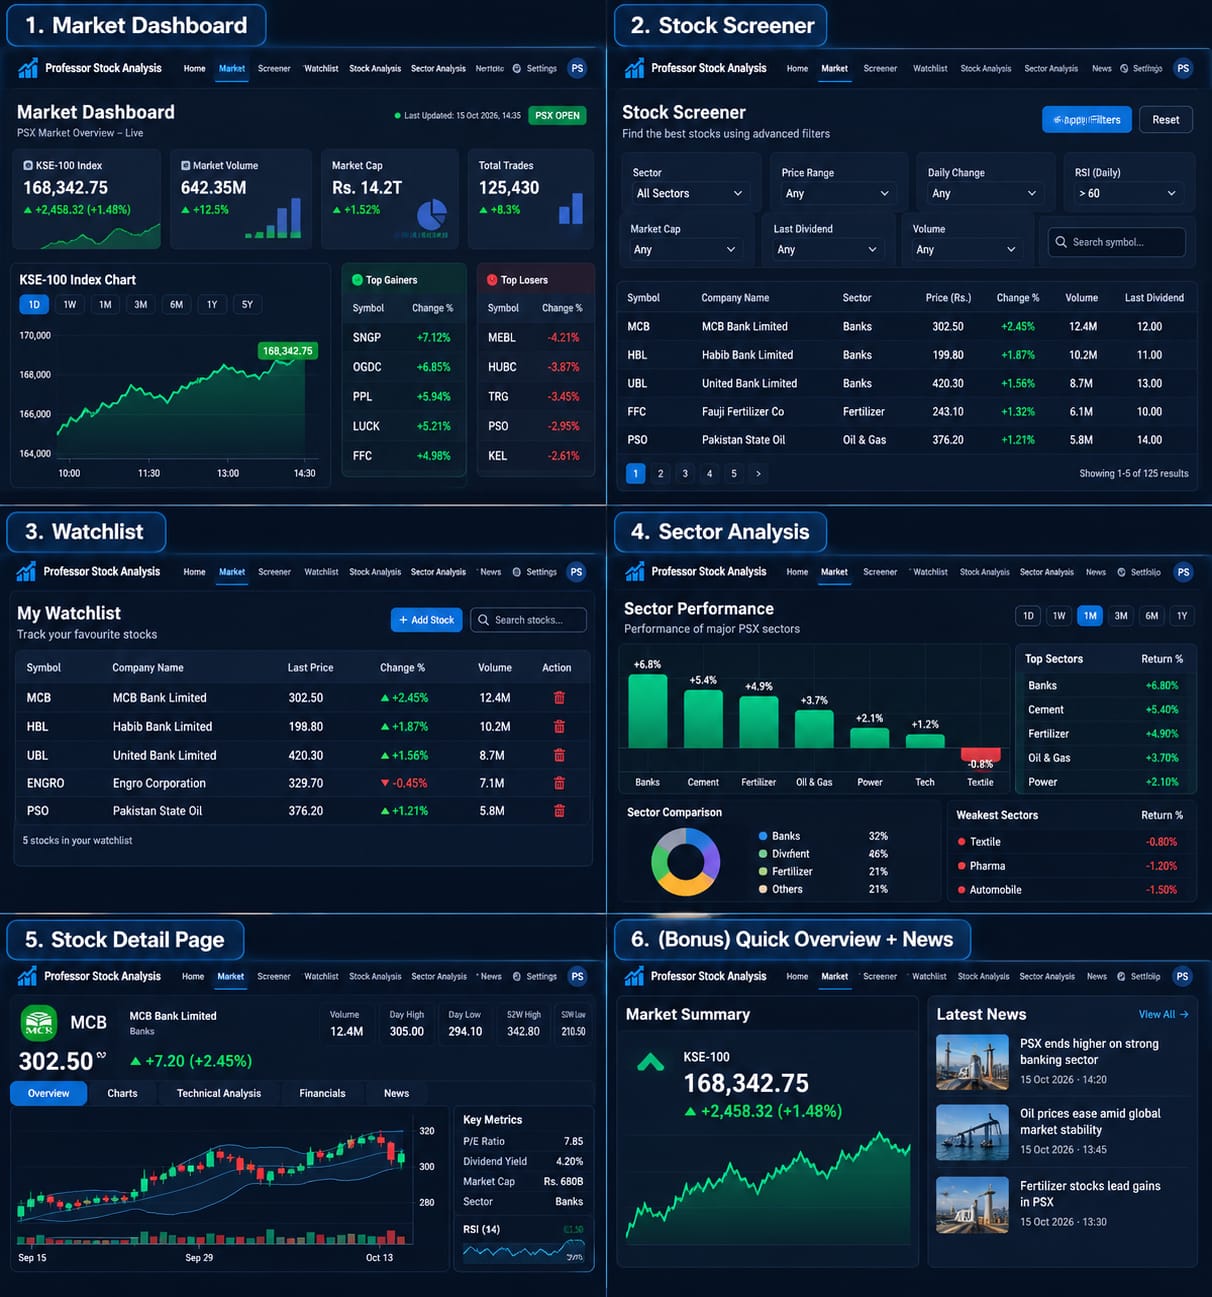 1. Market Dashboard
Professor Stock Analysis Home Market Screener Watchlist Stock Analysis Sector Analysis Settings PS
Market Dashboard
PSX Market Overview – Live
Last Updated: 15 Oct 2026, 14:35 PSX OPEN
KSE-100 Index
168,342.75
▲ +2,458.32 (+1.48%)
Market Volume
642.35M
▲ +12.5%
Market Cap
Rs. 14.2T
▲ +1.52%
Total Trades
125,430
▲ +8.3%
KSE-100 Index Chart
1D 1W 1M 3M 6M 1Y 5Y
170,000
168,342.75
168,000
166,000
164,000
10:00 11:30 13:00 14:30
Top Gainers
Symbol Change %
SNGP +7.12%
OGDC +6.85%
PPL +5.94%
LUCK +5.21%
FFC +4.98%
Top Losers
Symbol Change %
MEBL -4.21%
HUBC -3.87%
TRG -3.45%
PSO -2.95%
KEL -2.61%
2. Stock Screener
Professor Stock Analysis Home Market Screener Watchlist Stock Analysis Sector Analysis News PS
Stock Screener
Find the best stocks using advanced filters
Filters Reset
Sector Price Range Daily Change RSI (Daily)
All Sectors Any Any > 60
Market Cap Last Dividend Volume
Any Any Any Search symbol...
Symbol Company Name Sector Price (Rs.) Change % Volume Last Dividend
MCB MCB Bank Limited Banks 302.50 +2.45% 12.4M 12.00
HBL Habib Bank Limited Banks 199.80 +1.87% 10.2M 11.00
UBL United Bank Limited Banks 420.30 +1.56% 8.7M 13.00
FFC Fauji Fertilizer Co Fertilizer 243.10 +1.32% 6.1M 10.00
PSO Pakistan State Oil Oil & Gas 376.20 +1.21% 5.8M 14.00
1 2 3 4 5 >
Showing 1-5 of 125 results
3. Watchlist
Professor Stock Analysis Home Market Screener Watchlist Stock Analysis Sector Analysis News Settings PS
My Watchlist
Track your favourite stocks
+ Add Stock Search stocks...
Symbol Company Name Last Price Change % Volume Action
MCB MCB Bank Limited 302.50 ▲ +2.45% 12.4M
HBL Habib Bank Limited 198.80 ▲ +1.87% 10.2M
UBL United Bank Limited 420.30 ▲ +1.56% 8.7M
ENGRO Engro Corporation 329.70 ▼ -0.45% 7.1M
PSO Pakistan State Oil 376.20 ▲ +1.21% 5.8M
5 stocks in your watchlist
4. Sector Analysis
Professor Stock Analysis Home Market Screener Watchlist Stock Analysis Sector Analysis News PS
Sector Performance
Performance of major PSX sectors
1D 1W 1M 3M 6M 1Y
+6.8% +5.4% +4.9% +3.7% +2.1% +1.2% -0.8%
Banks Cement Fertilizer Oil & Gas Power Tech Textile
Top Sectors Return %
Banks +6.80%
Cement +5.40%
Fertilizer +4.90%
Oil & Gas +3.70%
Power +2.10%
Sector Comparison
Banks 32%
46%
Fertilizer 21%
Others 21%
Weakest Sectors Return %
Textile -0.80%
Pharma -1.20%
Automobile -1.50%
5. Stock Detail Page
Professor Stock Analysis Home Market Screener Watchlist Stock Analysis Sector Analysis News Settings PS
MCB
MCB Bank Limited
Banks
Volume Day High Day Low 52W High
12.4M 305.00 294.10 342.80 210.50
302.50 ▲ +7.20 (+2.45%)
Overview Charts Technical Analysis Financials News
320
300
280
Sep 15 Sep 29 Oct 13
Key Metrics
P/E Ratio 7.85
Dividend Yield 4.20%
Market Cap Rs. 680B
Sector Banks
RSI (14)
6. (Bonus) Quick Overview + News
Professor Stock Analysis Home Market Screener Watchlist Stock Analysis Sector Analysis News PS
Market Summary
KSE-100
168,342.75
▲ +2,458.32 (+1.48%)
Latest News View All →
PSX ends higher on strong
banking sector
15 Oct 2026 · 14:20
Oil prices ease amid global
market stability
15 Oct 2026 · 13:45
Fertilizer stocks lead gains
in PSX
15 Oct 2026 · 13:30